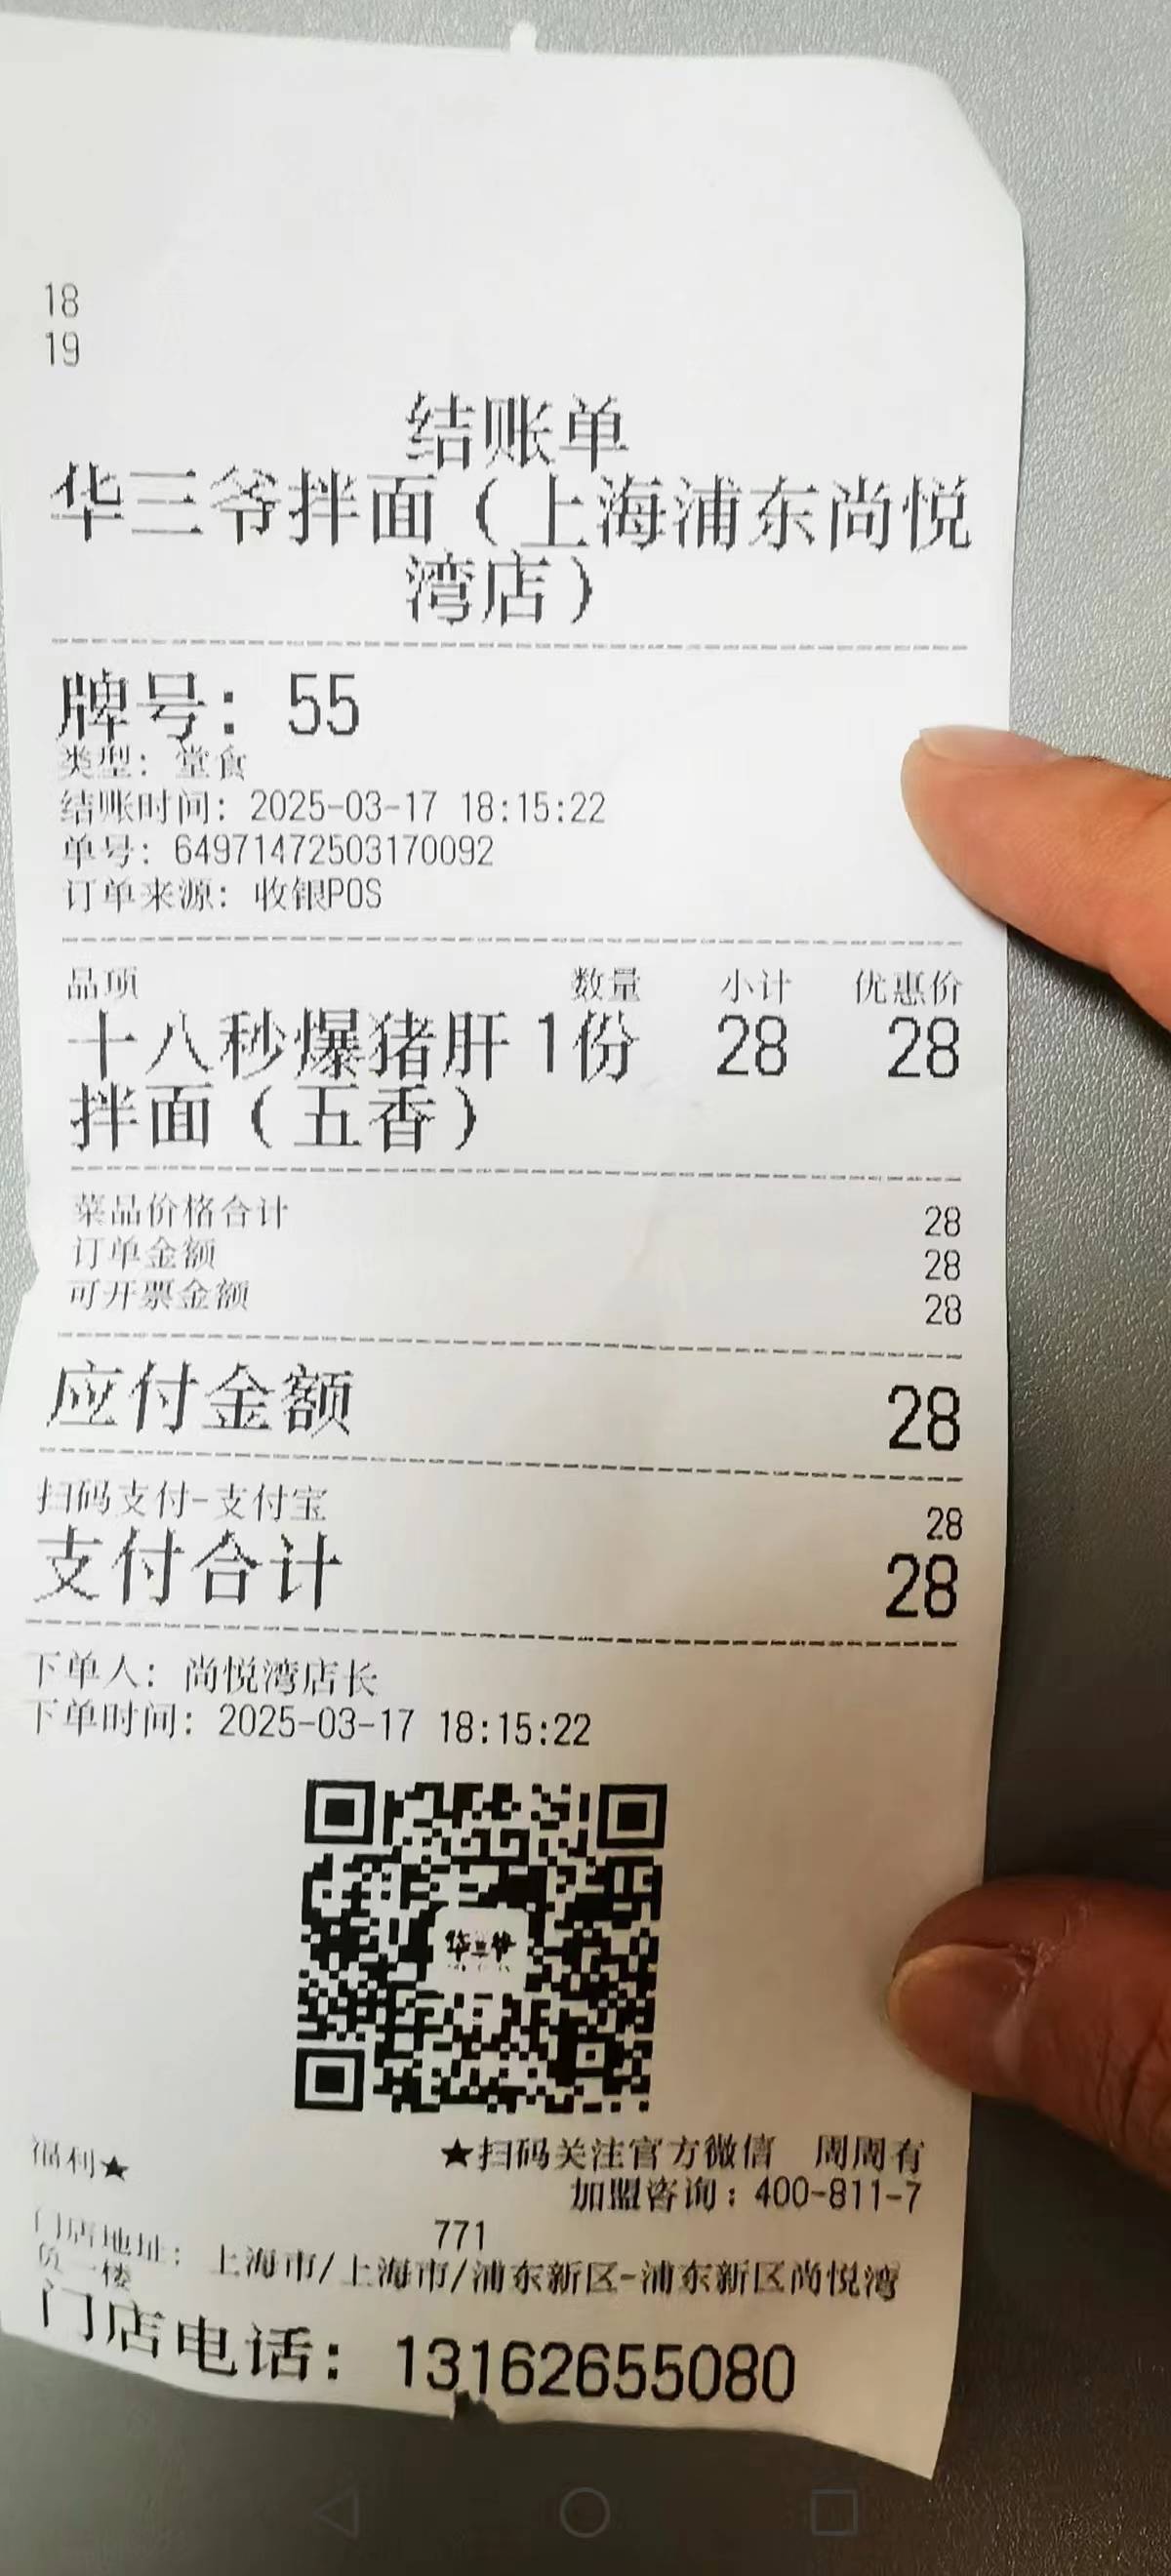 18
19
结账单
华三爷拌面（上海浦东尚悦
湾店）
牌号：55
类型：堂食
结账时间：2025-03-17 18:15:22
单号：64971472503170092
订单来源：收银POS
品项 数量 小计 优惠价
十八秒爆猪肝 1份 28 28
拌面（五香）
菜品价格合计 28
订单金额 28
可开票金额 28
应付金额 28
扫码支付-支付宝 28
支付合计 28
下单人：尚悦湾店长
下单时间：2025-03-17 18:15:22
★扫码关注官方微信 周周有
福利★
加盟咨询：400-811-7
771
门店地址：上海市/上海市/浦东新区-浦东新区尚悦湾
负一楼
门店电话：13162655080